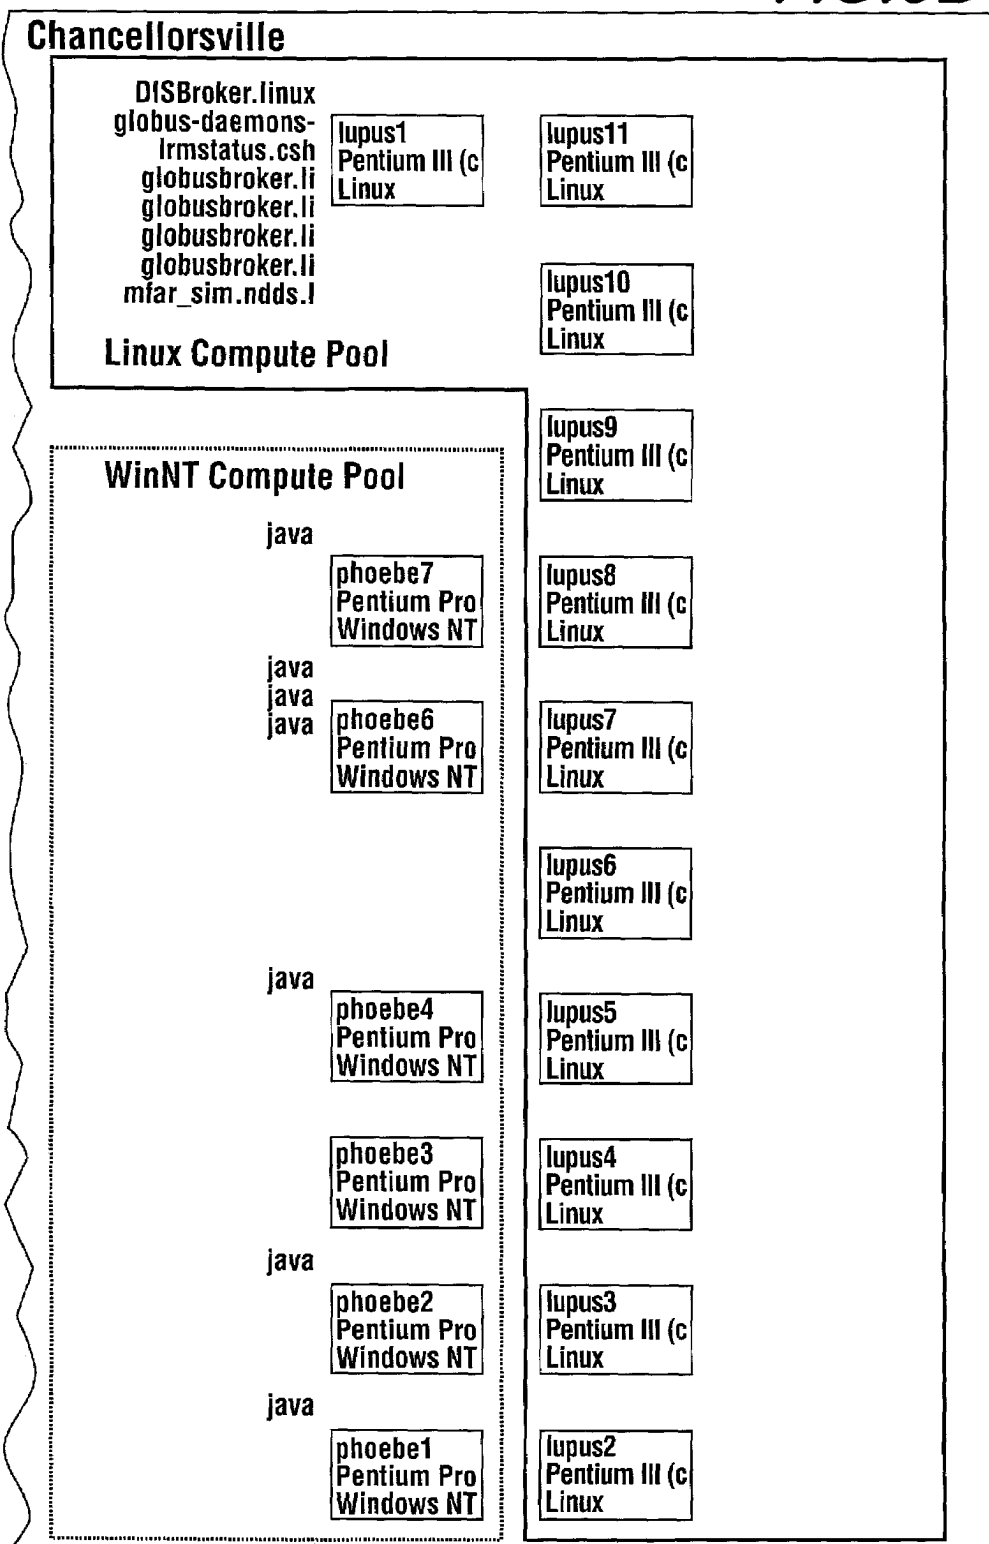 Chancellorsville
DISBroker.linux
globus-daemons-
lrmstatus.csh
globusbroker.li
globusbroker.li
globusbroker.li
globusbroker.li
mfar_sim.ndds.l
lupus1
Pentium III (c
Linux
lupus11
Pentium III (c
Linux
lupus10
Pentium III (c
Linux
Linux Compute Pool
lupus9
Pentium III (c
Linux
WinNT Compute Pool
java
phoebe7
Pentium Pro
Windows NT
lupus8
Pentium III (c
Linux
java
java
java
phoebe6
Pentium Pro
Windows NT
lupus7
Pentium III (c
Linux
lupus6
Pentium III (c
Linux
java
phoebe4
Pentium Pro
Windows NT
lupus5
Pentium III (c
Linux
phoebe3
Pentium Pro
Windows NT
lupus4
Pentium III (c
Linux
java
phoebe2
Pentium Pro
Windows NT
lupus3
Pentium III (c
Linux
java
phoebe1
Pentium Pro
Windows NT
lupus2
Pentium III (c
Linux